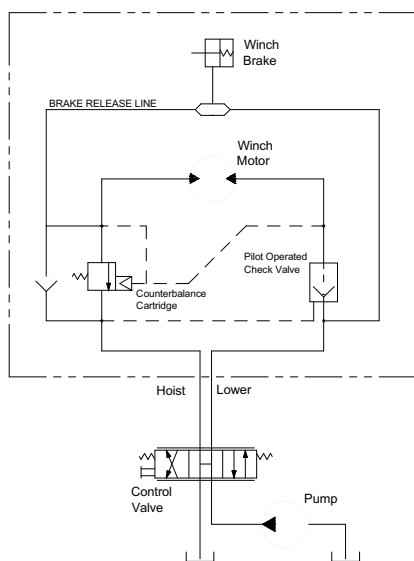 Winch
Brake
BRAKE RELEASE LINE
Winch
Motor
Pilot Operated
Check Valve
Counterbalance
Cartridge
Hoist
Lower
Control
Valve
Pump